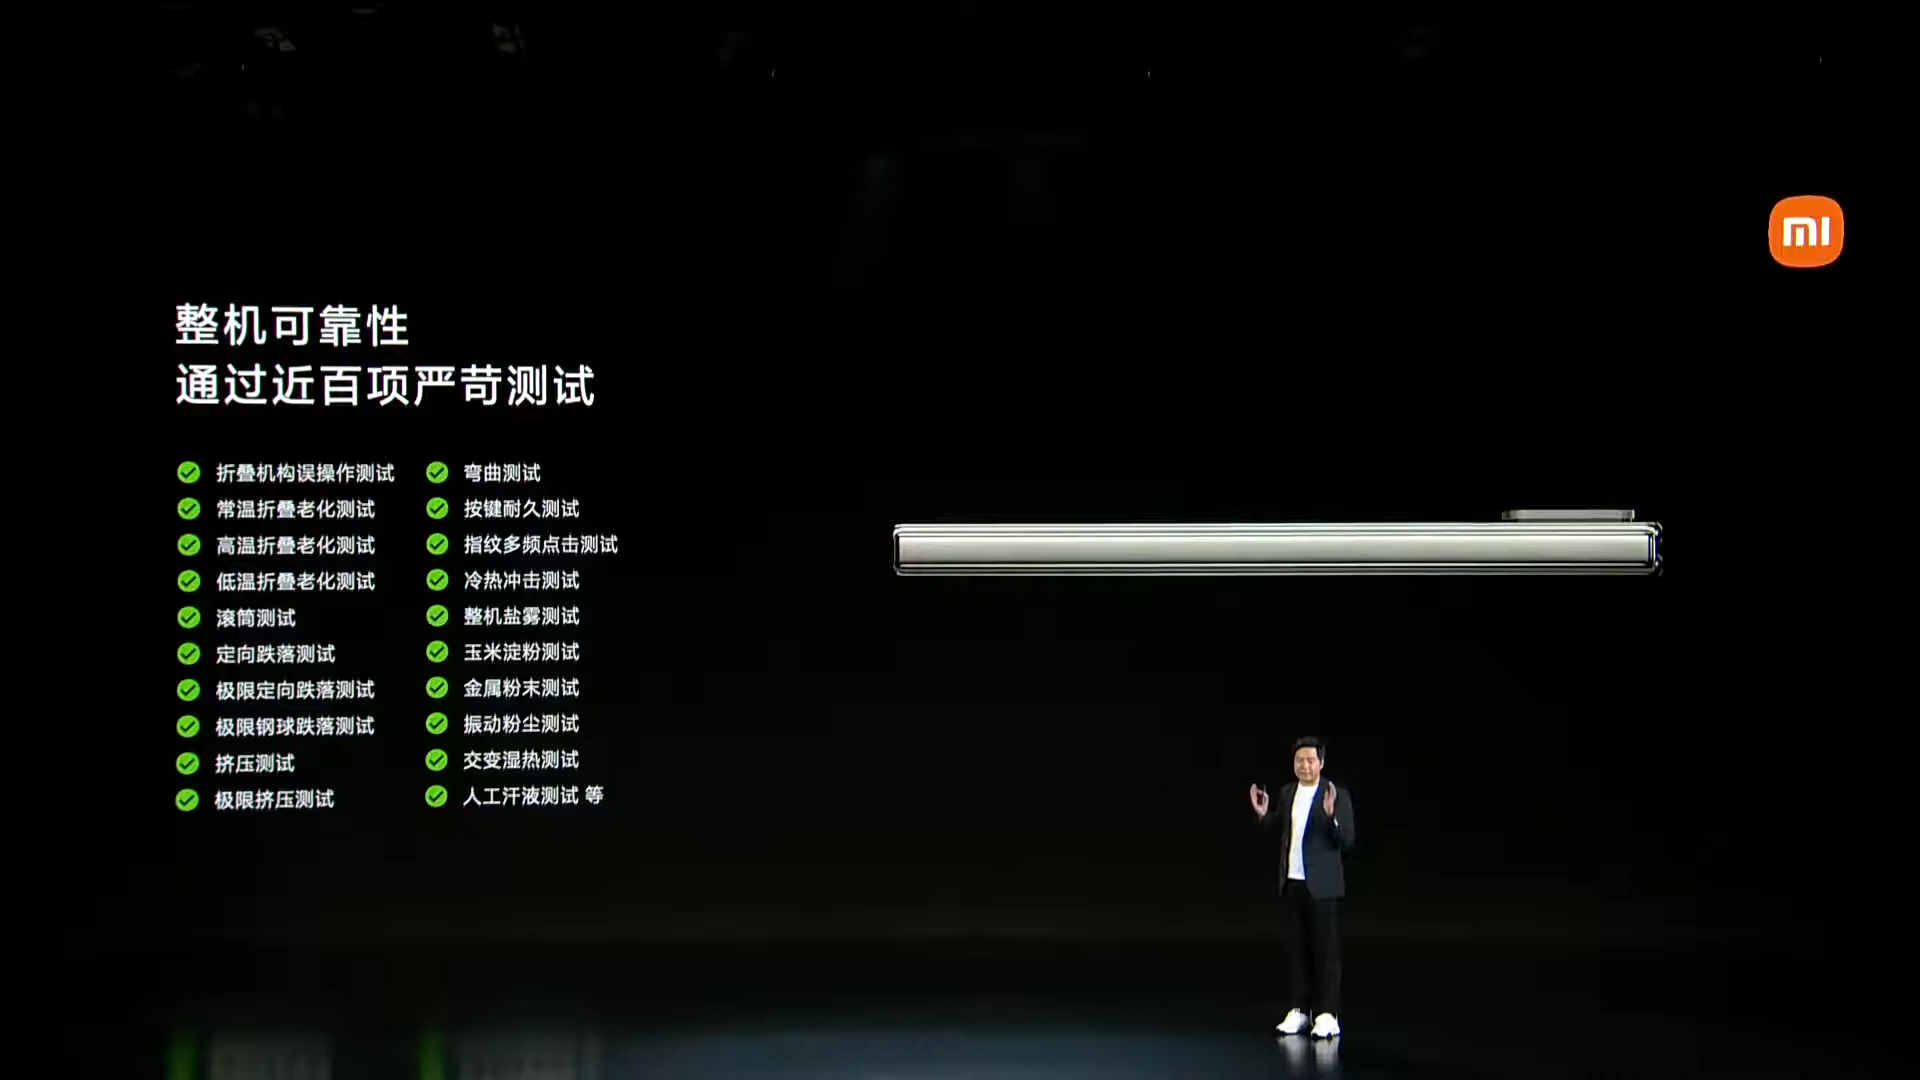 mi
整机可靠性
通过近百项严苛测试
折叠机构误操作测试
常温折叠老化测试
高温折叠老化测试
低温折叠老化测试
滚筒测试
定向跌落测试
极限定向跌落测试
极限钢球跌落测试
挤压测试
极限挤压测试
弯曲测试
按键耐久测试
指纹多频点击测试
冷热冲击测试
整机盐雾测试
玉米淀粉测试
金属粉末测试
振动粉尘测试
交变湿热测试
人工汗液测试 等